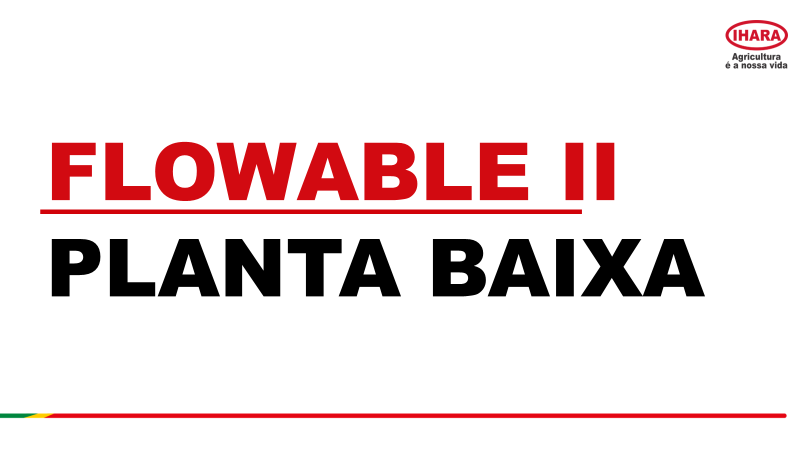 IHARA
Agricultura
é a nossa vida
FLOWABLE II
PLANTA BAIXA